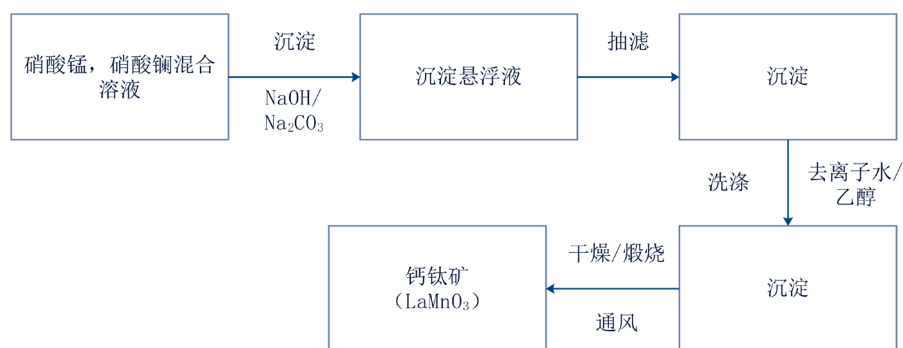 硝酸锰，硝酸镧混合
溶液
沉淀
NaOH/
Na₂CO₃
沉淀悬浮液
抽滤
沉淀
洗涤
去离子水/
乙醇
沉淀
干燥/煅烧
通风
钙钛矿
（LaMnO₃）